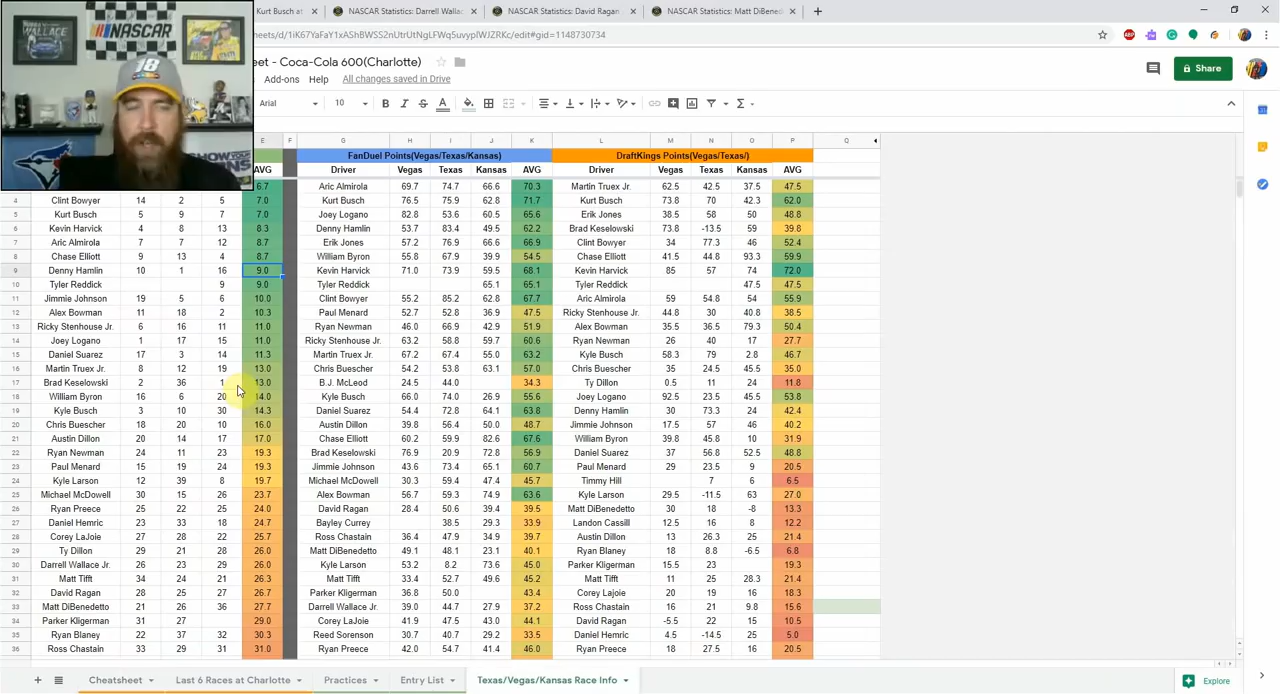 Kurt Busch at
NASCAR Statistics: Darrell Walla
NASCAR Statistics: David Ragan
NASCAR Statistics: Matt DiBened
eets/d/1iK67YaFaY1xAShBWSS2nUtrUtNgLFWqSuvyplWJZRKc/edit#gid=1148730734
eet - Coca-Cola 600(Charlotte)
Add-ons Help All changes saved in Drive
Share
Arial 10
FanDuel Points(Vegas/Texas/Kansas) DraftKings Points(Vegas/Texas/)
AVG Driver Vegas Texas Kansas AVG Driver Vegas Texas Kansas AVG
6.7 Aric Almirola 69.7 74.7 66.6 70.3 Martin Truex Jr. 62.5 42.5 37.5 47.5
4 Clint Bowyer 14 2 5 7.0 Kurt Busch 76.5 75.9 62.8 71.7 Kurt Busch 73.8 70 42.3 62.0
5 Kurt Busch 5 9 7 7.0 Joey Logano 82.8 53.6 60.5 65.6 Erik Jones 38.5 58 50 48.8
6 Kevin Harvick 4 8 13 8.3 Denny Hamlin 53.7 83.4 49.5 62.2 Brad Keselowski 73.8 -13.5 59 39.8
7 Aric Almirola 7 7 12 8.7 Erik Jones 57.2 76.9 66.6 66.9 Clint Bowyer 34 77.3 46 52.4
8 Chase Elliott 9 13 4 8.7 William Byron 55.8 67.9 39.9 54.5 Chase Elliott 41.5 44.8 93.3 59.9
9 Denny Hamlin 10 1 16 9.0 Kevin Harvick 71.0 73.9 59.5 68.1 Kevin Harvick 85 57 74 72.0
10 Tyler Reddick 9 9.0 Tyler Reddick 65.1 65.1 Tyler Reddick 47.5 47.5
11 Jimmie Johnson 19 5 6 10.0 Clint Bowyer 55.2 85.2 62.8 67.7 Aric Almirola 59 54.8 54 55.9
12 Alex Bowman 11 18 2 10.3 Paul Menard 52.7 52.8 36.9 47.5 Ricky Stenhouse Jr. 44.8 30 40.8 38.5
13 Ricky Stenhouse Jr. 6 16 11 11.0 Ryan Newman 46.0 66.9 42.9 51.9 Alex Bowman 35.5 36.5 79.3 50.4
14 Joey Logano 1 17 15 11.0 Ricky Stenhouse Jr. 63.2 58.8 59.7 60.6 Ryan Newman 26 40 17 27.7
15 Daniel Suarez 17 3 14 11.3 Martin Truex Jr. 67.2 67.4 55.0 63.2 Kyle Busch 58.3 79 2.8 46.7
16 Martin Truex Jr. 8 12 19 13.0 Chris Buescher 54.2 53.8 63.1 57.0 Chris Buescher 35 24.5 45.5 35.0
17 Brad Keselowski 2 36 1 13.0 B.J. McLeod 24.5 44.0 34.3 Ty Dillon 0.5 11 24 11.8
18 William Byron 16 6 20 14.0 Kyle Busch 66.0 74.0 26.9 55.6 Joey Logano 92.5 23.5 45.5 53.8
19 Kyle Busch 3 10 30 14.3 Daniel Suarez 54.4 72.8 64.1 63.8 Denny Hamlin 30 73.3 24 42.4
20 Chris Buescher 18 20 10 16.0 Austin Dillon 39.8 56.4 50.0 48.7 Jimmie Johnson 17.5 57 46 40.2
21 Austin Dillon 20 14 17 17.0 Chase Elliott 60.2 59.9 82.6 67.6 William Byron 39.8 45.8 10 31.9
22 Ryan Newman 24 11 23 19.3 Brad Keselowski 76.9 20.9 72.8 56.9 Daniel Suarez 37 56.8 52.5 48.8
23 Paul Menard 15 19 24 19.3 Jimmie Johnson 43.6 73.4 65.1 60.7 Paul Menard 29 23.5 9 20.5
24 Kyle Larson 12 39 8 19.7 Michael McDowell 30.3 59.4 47.4 45.7 Timmy Hill 7 6 6.5
25 Michael McDowell 30 15 26 23.7 Alex Bowman 56.7 59.3 74.9 63.6 Kyle Larson 29.5 -11.5 63 27.0
26 Ryan Preece 25 22 25 24.0 David Ragan 28.4 50.6 39.4 39.5 Matt DiBenedetto 30 18 -8 13.3
27 Daniel Hemric 23 33 18 24.7 Bayley Currey 38.5 29.3 33.9 Landon Cassill 12.5 16 8 12.2
28 Corey LaJoie 27 28 22 25.7 Ross Chastain 36.4 47.9 34.9 39.7 Austin Dillon 13 26.3 25 21.4
29 Ty Dillon 29 21 28 26.0 Matt DiBenedetto 49.1 48.1 23.1 40.1 Ryan Blaney 18 8.8 -6.5 6.8
30 Darrell Wallace Jr. 26 23 29 26.0 Kyle Larson 53.2 8.2 73.6 45.0 Parker Kligerman 15.5 23 19.3
31 Matt Tifft 34 24 21 26.3 Matt Tifft 33.4 52.7 49.6 45.2 Matt Tifft 11 25 28.3 21.4
32 David Ragan 28 25 27 26.7 Parker Kligerman 36.8 50.0 43.4 Corey LaJoie 20 19 16 18.3
33 Matt DiBenedetto 21 26 36 27.7 Darrell Wallace Jr. 39.0 44.7 27.9 37.2 Ross Chastain 16 21 9.8 15.6
34 Parker Kligerman 31 27 29.0 Corey LaJoie 41.9 47.5 43.0 44.1 David Ragan -5.5 22 15 10.5
35 Ryan Blaney 22 37 32 30.3 Reed Sorenson 30.7 40.7 29.2 33.5 Daniel Hemric 4.5 -14.5 25 5.0
36 Ross Chastain 33 29 31 31.0 Ryan Preece 42.0 54.7 41.4 46.0 Ryan Preece 18 27.5 16 20.5
Cheatsheet Last 6 Races at Charlotte Practices Entry List Texas/Vegas/Kansas Race Info Explore
E F G H I J K L M N O P Q
NASCAR
WALLACE
18